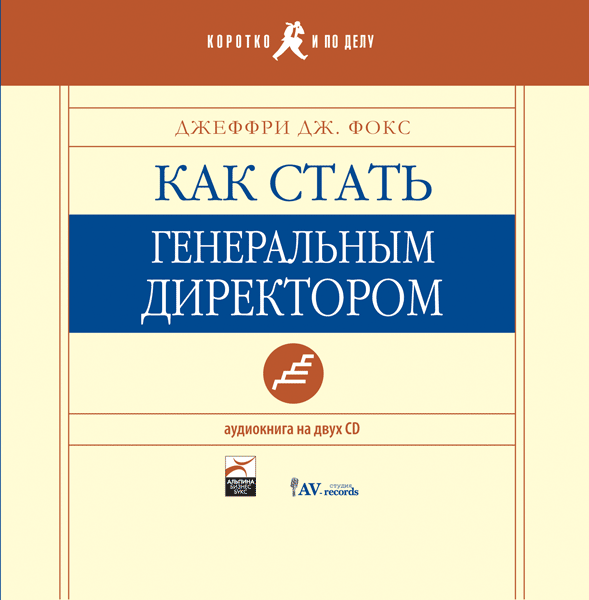 КОРОТКО И ПО ДЕЛУ
ДЖЕФФРИ ДЖ. ФОКС
КАК СТАТЬ
ГЕНЕРАЛЬНЫМ
ДИРЕКТОРОМ
аудиокнига на двух CD
АЛЬПИНА
БИЗНЕС
БУКС
студия
AV-records